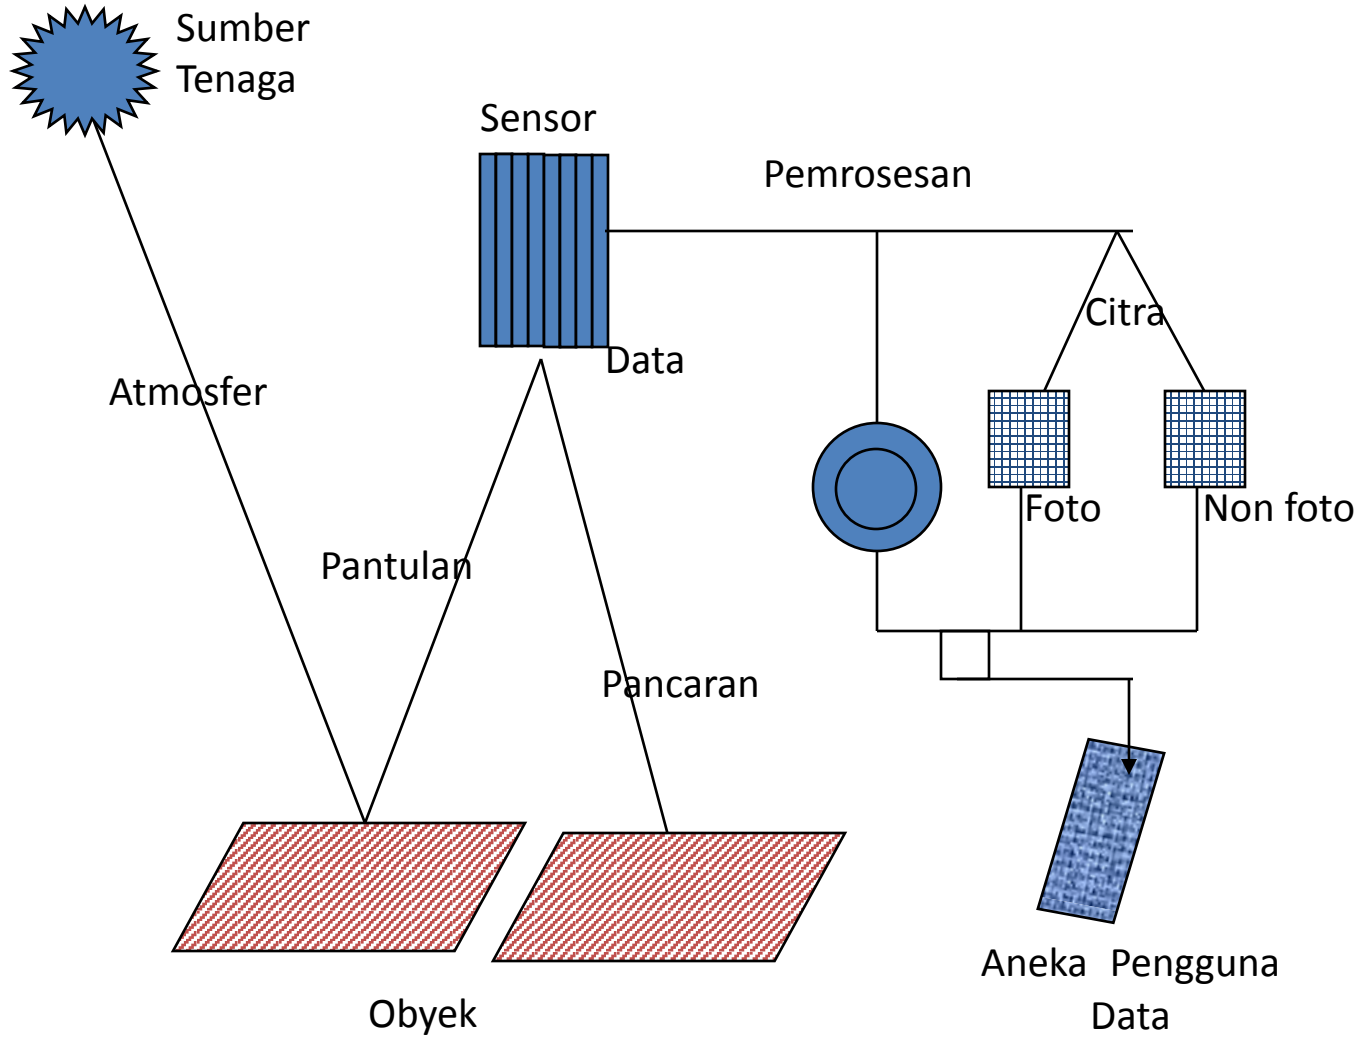 Sumber
Tenaga
Sensor
Pemrosesan
Citra
Data
Atmosfer
Foto
Non foto
Pantulan
Pancaran
Aneka Pengguna
Data
Obyek